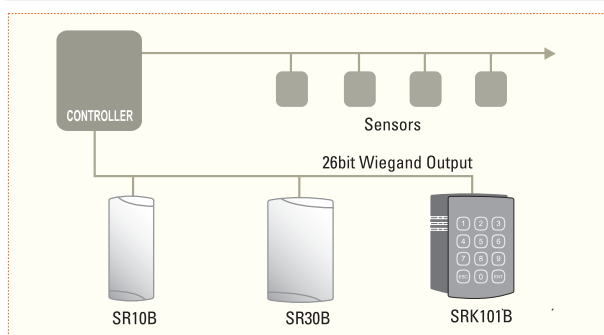 CONTROLLER
Sensors
26bit Wiegand Output
1 2 3
4 5 6
7 8 9
ESC 0 ENT
SR10B
SR30B
SRK101B